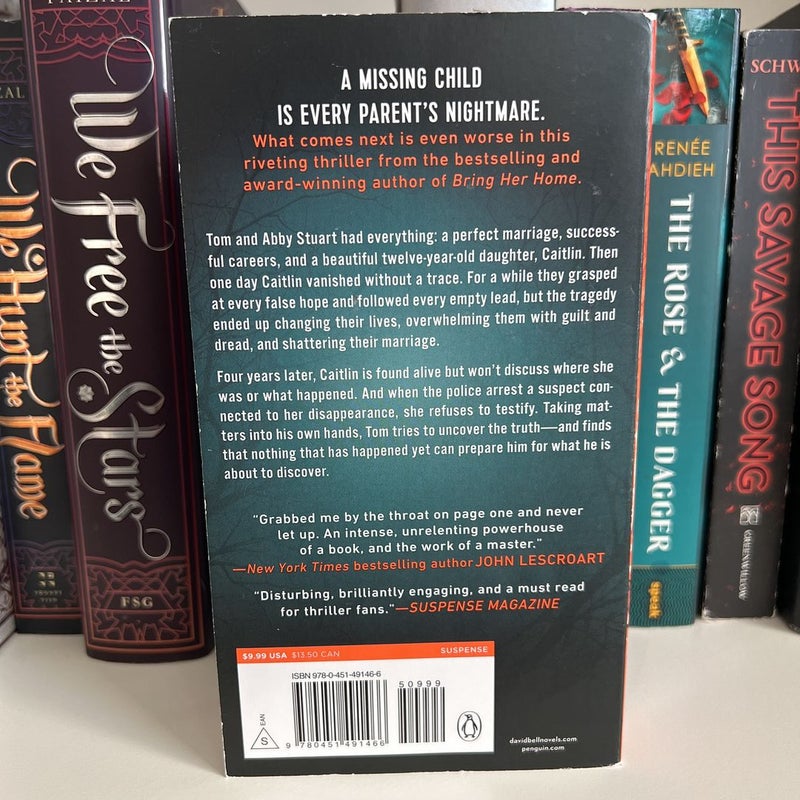 A MISSING CHILD
IS EVERY PARENT'S NIGHTMARE.
What comes next is even worse in this
riveting thriller from the bestselling and
award-winning author of Bring Her Home.
Tom and Abby Stuart had everything: a perfect marriage, success-
ful careers, and a beautiful twelve-year-old daughter, Caitlin. Then
one day Caitlin vanished without a trace. For a while they grasped
at every false hope and followed every empty lead, but the tragedy
ended up changing their lives, overwhelming them with guilt and
dread, and shattering their marriage.
Four years later, Caitlin is found alive but won't discuss where she
was or what happened. And when the police arrest a suspect con-
nected to her disappearance, she refuses to testify. Taking mat-
ters into his own hands, Tom tries to uncover the truth—and finds
that nothing that has happened yet can prepare him for what he is
about to discover.
"Grabbed me by the throat on page one and never
let up. An intense, unrelenting powerhouse
of a book, and the work of a master."
—New York Times bestselling author JOHN LESCROART
"Disturbing, brilliantly engaging, and a must read
for thriller fans."—SUSPENSE MAGAZINE
$9.99 USA $13.50 CAN
SUSPENSE
ISBN 978-0-451-49146-6
50999
EAN
S
9 780451 491466
davidbellnovels.com
penguin.com
We Hunt the Flame
We Free the Stars
FSG
RENÉE
AHDIEH
THE ROSE & THE DAGGER
speak
SCHW
THIS SAVAGE SONG
GREENWILLOW